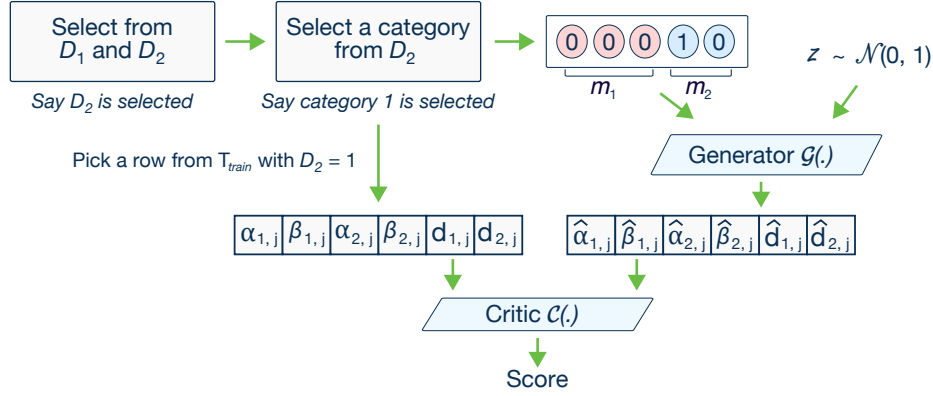 Select from
D₁ and D₂
Select a category
from D₂
0 0 0 1 0
z ~ 𝒩(0, 1)
Say D₂ is selected
Say category 1 is selected
m₁ m₂
Pick a row from T_train with D₂ = 1
Generator 𝒢(.)
α₁, j β₁, j α₂, j β₂, j d₁, j d₂, j
α̂₁, j β̂₁, j α̂₂, j β̂₂, j d̂₁, j d̂₂, j
Critic 𝒞(.)
Score